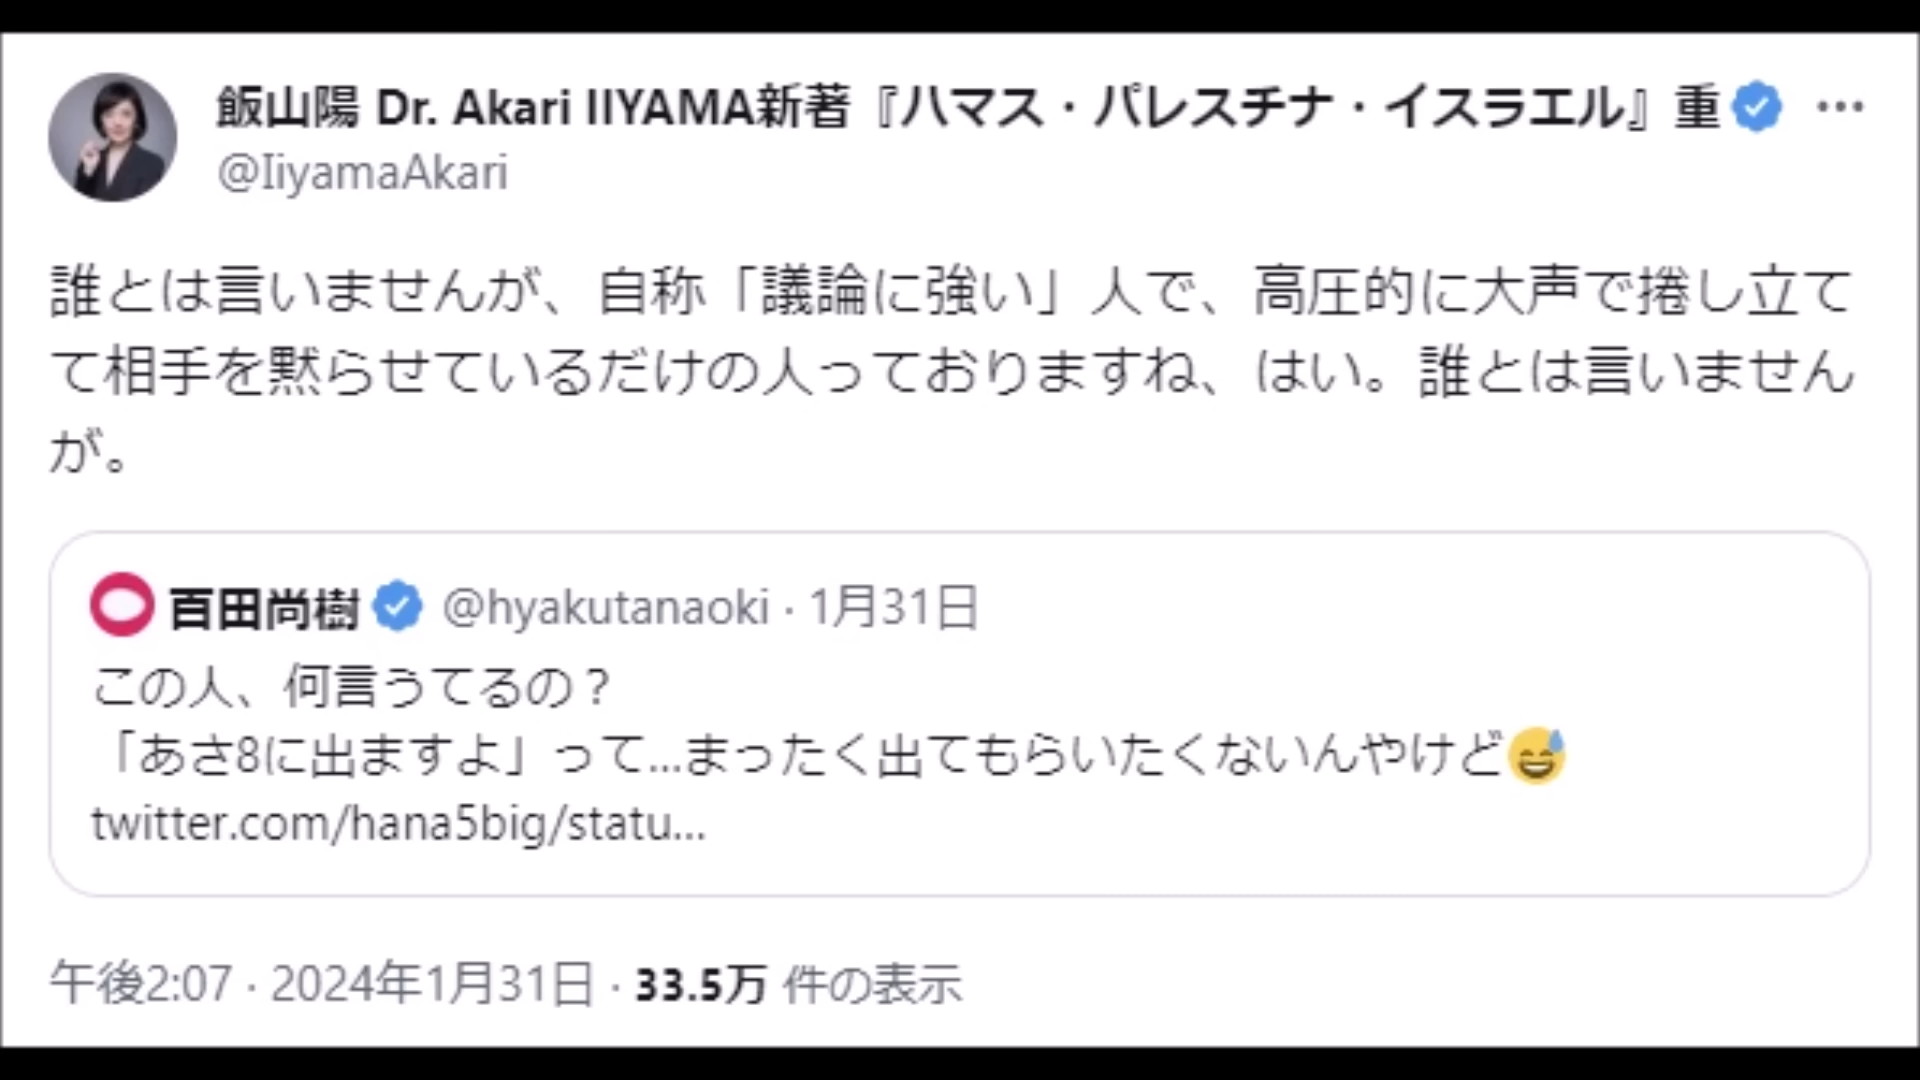 飯山陽 Dr. Akari IIYAMA新著『ハマス・パレスチナ・イスラエル』重
@IiyamaAkari
誰とは言いませんが、自称「議論に強い」人で、高圧的に大声で捲し立て
て相手を黙らせているだけの人っておりますね、はい。誰とは言いません
が。
百田尚樹 @hyakutanaoki · 1月31日
この人、何言うてるの？
「あさ8に出ますよ」って...まったく出てもらいたくないんやけど😅
twitter.com/hana5big/statu...
午後2:07 · 2024年1月31日 · 33.5万 件の表示